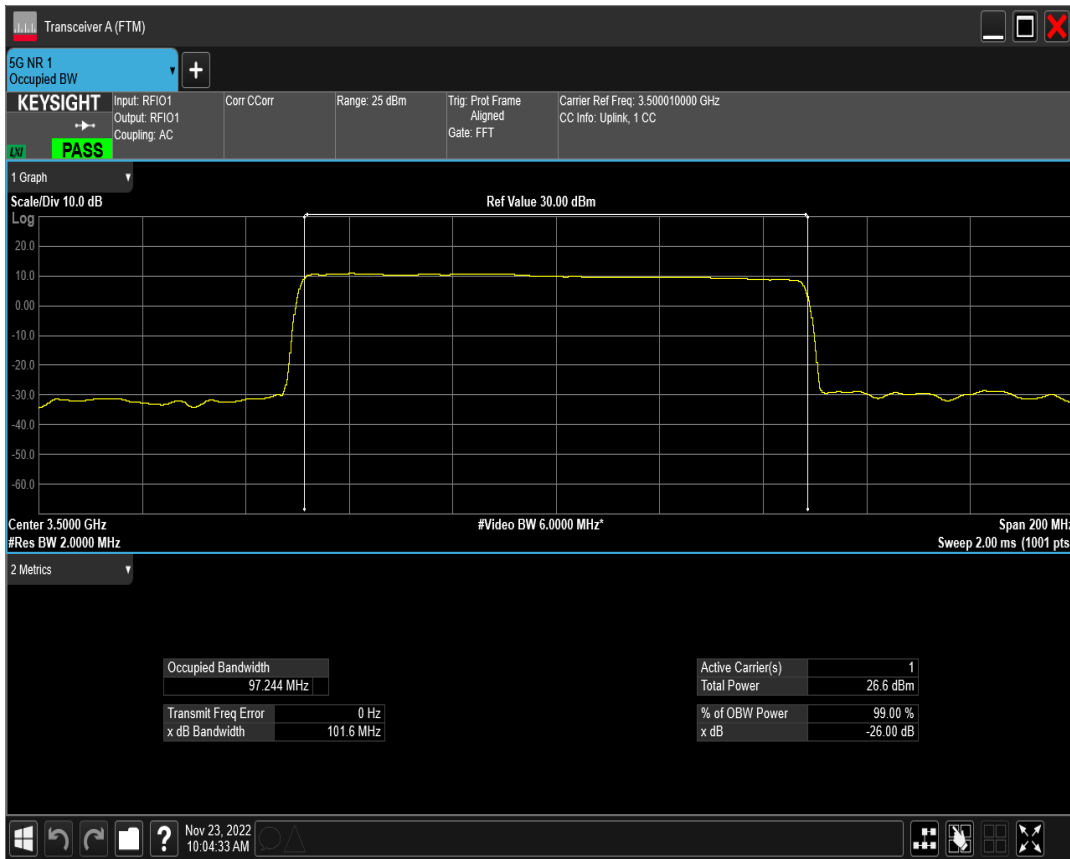 Transceiver A (FTM)
5G NR 1
Occupied BW
+
KEYSIGHT
LXI
PASS
Input: RFIO1
Output: RFIO1
Coupling: AC
Corr CCorr
Range: 25 dBm
Trig: Prot Frame
Aligned
Gate: FFT
Carrier Ref Freq: 3.500010000 GHz
CC Info: Uplink, 1 CC
1 Graph
Scale/Div 10.0 dB
Ref Value 30.00 dBm
Log
20.0
10.0
0.00
-10.0
-20.0
-30.0
-40.0
-50.0
-60.0
Center 3.5000 GHz
#Video BW 6.0000 MHz*
Span 200 MHz
#Res BW 2.0000 MHz
Sweep 2.00 ms (1001 pts
2 Metrics
Occupied Bandwidth
97.244 MHz
Transmit Freq Error 0 Hz
x dB Bandwidth 101.6 MHz
Active Carrier(s) 1
Total Power 26.6 dBm
% of OBW Power 99.00 %
x dB -26.00 dB
?
Nov 23, 2022
10:04:33 AM